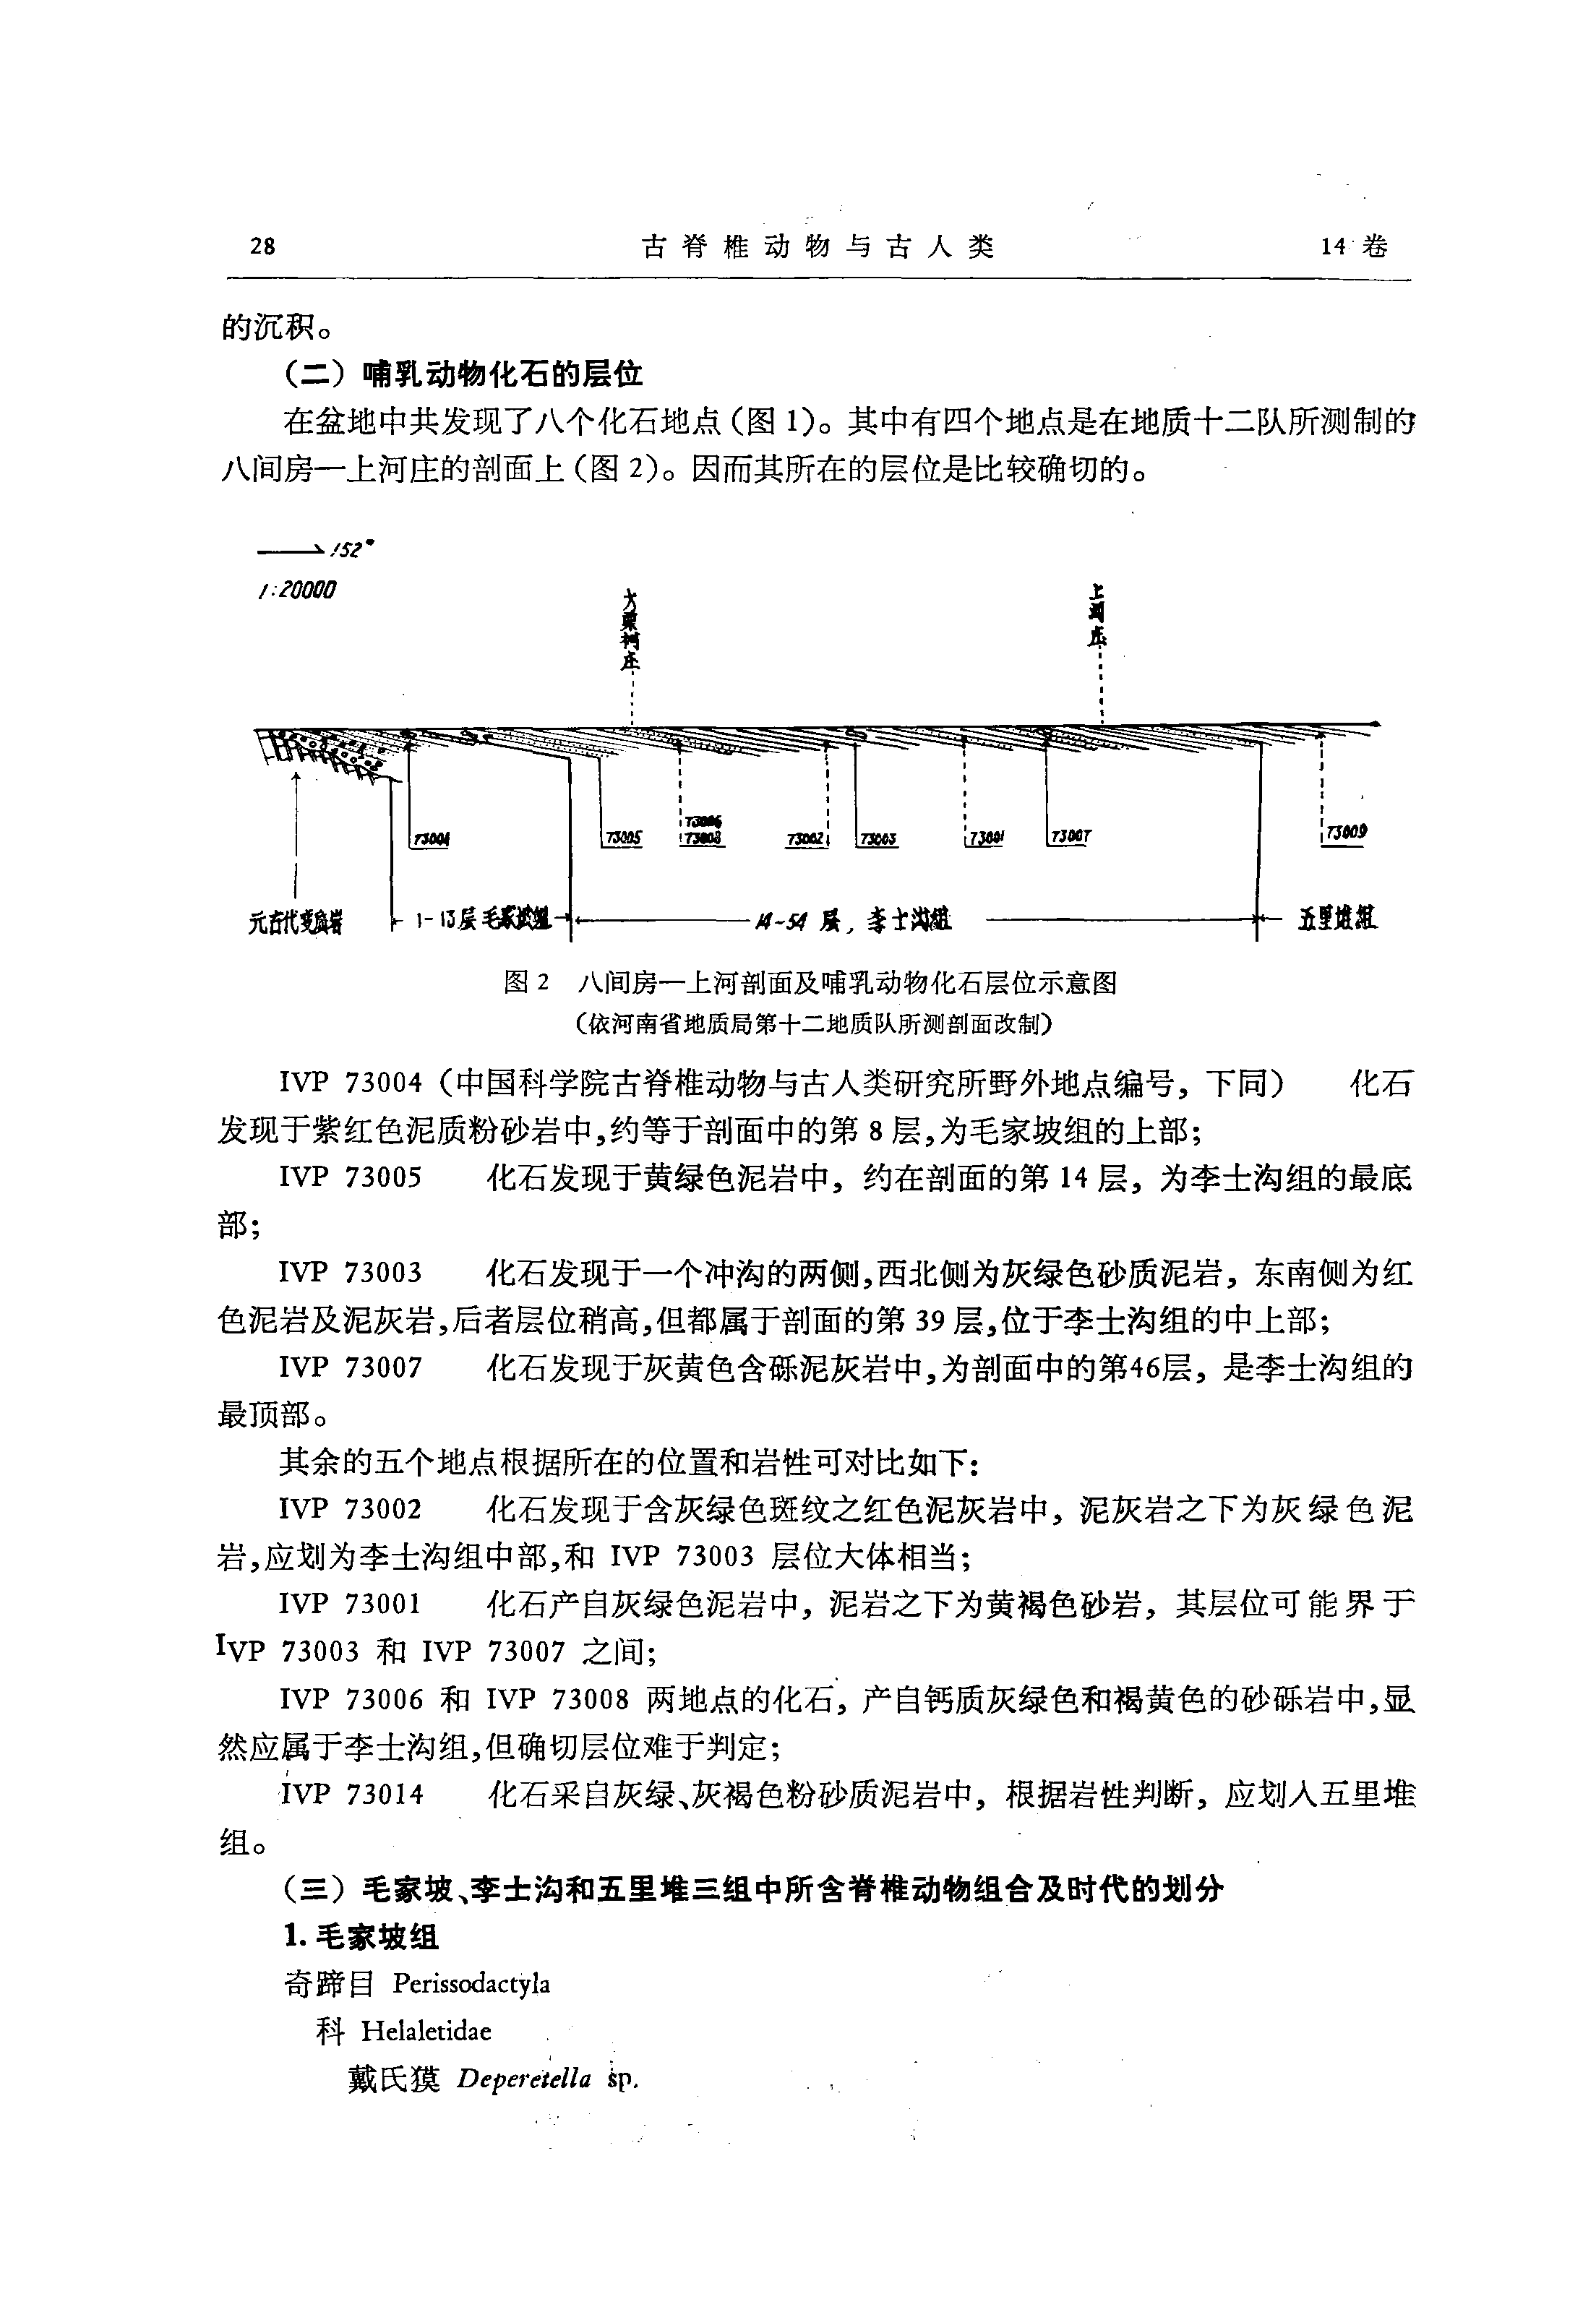 28 古脊椎动物与古人类 14 卷
的沉积。
（二）哺乳动物化石的层位
在盆地中共发现了八个化石地点（图 1）。其中有四个地点是在地质十二队所测制的
八间房—上河庄的剖面上（图 2）。因而其所在的层位是比较确切的。
152°
1:20000
上河庄
73004
73005
73006
73008
73002
73003
73001
73007
73009
元古代变质岩
1-13层毛家坡组
14-54 层，李士沟组
五里堆组
图 2 八间房—上河剖面及哺乳动物化石层位示意图
（依河南省地质局第十二地质队所测剖面改制）
IVP 73004（中国科学院古脊椎动物与古人类研究所野外地点编号，下同） 化石
发现于紫红色泥质粉砂岩中，约等于剖面中的第 8 层，为毛家坡组的上部；
IVP 73005 化石发现于黄绿色泥岩中，约在剖面的第 14 层，为李士沟组的最底
部；
IVP 73003 化石发现于一个冲沟的两侧，西北侧为灰绿色砂质泥岩，东南侧为红
色泥岩及泥灰岩，后者层位稍高，但都属于剖面的第 39 层，位于李士沟组的中上部；
IVP 73007 化石发现于灰黄色含砾泥灰岩中，为剖面中的第46层，是李士沟组的
最顶部。
其余的五个地点根据所在的位置和岩性可对比如下：
IVP 73002 化石发现于含灰绿色斑纹之红色泥灰岩中，泥灰岩之下为灰绿色泥
岩，应划为李士沟组中部，和 IVP 73003 层位大体相当；
IVP 73001 化石产自灰绿色泥岩中，泥岩之下为黄褐色砂岩，其层位可能界于
IVP 73003 和 IVP 73007 之间；
IVP 73006 和 IVP 73008 两地点的化石，产自钙质灰绿色和褐黄色的砂砾岩中，显
然应属于李士沟组，但确切层位难于判定；
IVP 73014 化石采自灰绿、灰褐色粉砂质泥岩中，根据岩性判断，应划入五里堆
组。
（三）毛家坡、李士沟和五里堆三组中所含脊椎动物组合及时代的划分
1. 毛家坡组
奇蹄目 Perissodactyla
科 Helaletidae
戴氏獏 Deperetella sp.